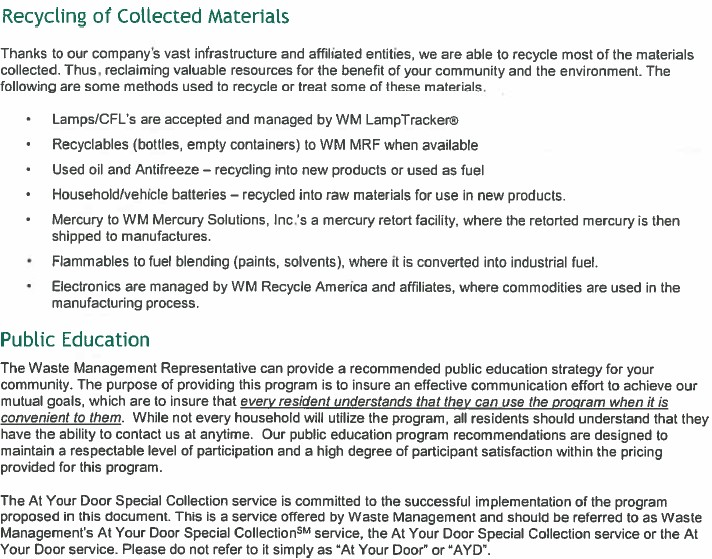 Recycling of Collected Materials
Thanks to our company's vast infrastructure and affiliated entities, we are able to recycle most of the materials
collected. Thus, reclaiming valuable resources for the benefit of your community and the environment. The
following are some methods used to recycle or treat some of these materials.
• Lamps/CFL's are accepted and managed by WM LampTracker®
• Recyclables (bottles, empty containers) to WM MRF when available
• Used oil and Antifreeze – recycling into new products or used as fuel
• Household/vehicle batteries – recycled into raw materials for use in new products.
• Mercury to WM Mercury Solutions, Inc.'s a mercury retort facility, where the retorted mercury is then
shipped to manufactures.
• Flammables to fuel blending (paints, solvents), where it is converted into industrial fuel.
• Electronics are managed by WM Recycle America and affiliates, where commodities are used in the
manufacturing process.
Public Education
The Waste Management Representative can provide a recommended public education strategy for your
community. The purpose of providing this program is to insure an effective communication effort to achieve our
mutual goals, which are to insure that every resident understands that they can use the program when it is
convenient to them. While not every household will utilize the program, all residents should understand that they
have the ability to contact us at anytime. Our public education program recommendations are designed to
maintain a respectable level of participation and a high degree of participant satisfaction within the pricing
provided for this program.
The At Your Door Special Collection service is committed to the successful implementation of the program
proposed in this document. This is a service offered by Waste Management and should be referred to as Waste
Management's At Your Door Special Collection℠ service, the At Your Door Special Collection service or the At
Your Door service. Please do not refer to it simply as "At Your Door" or "AYD".